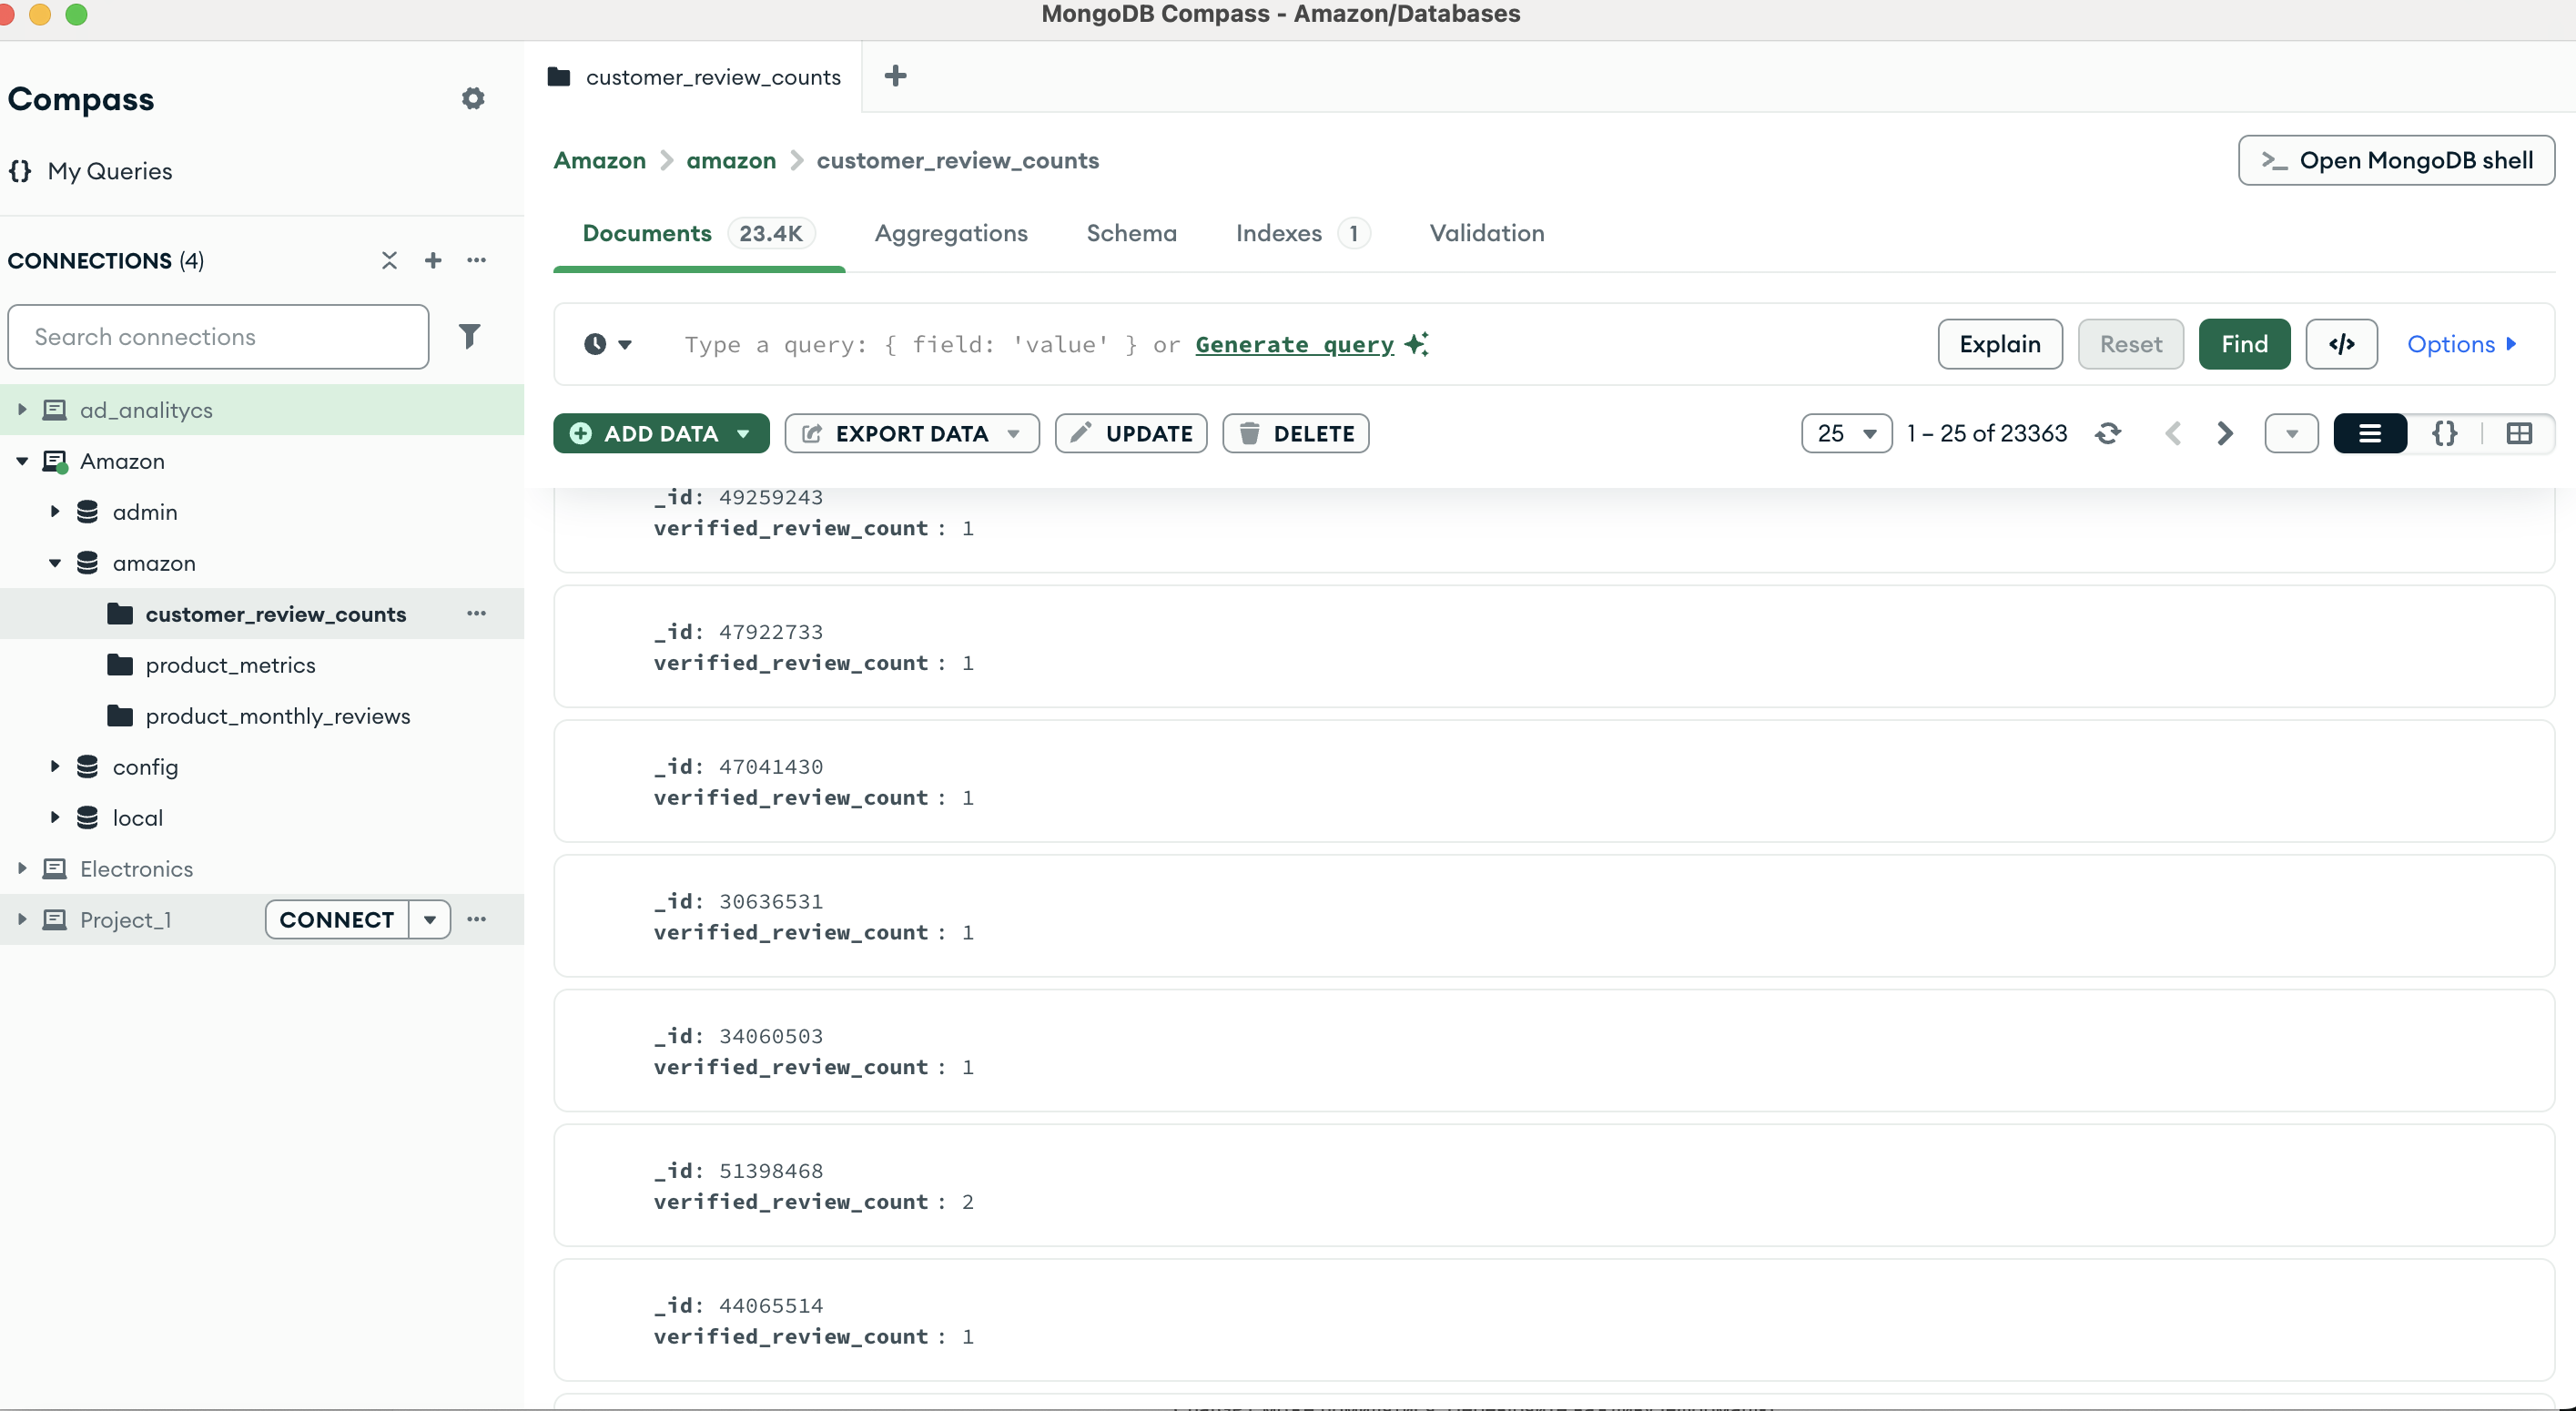 MongoDB Compass - Amazon/Databases
Compass
My Queries
CONNECTIONS (4)
Search connections
ad_analitycs
Amazon
admin
amazon
customer_review_counts
product_metrics
product_monthly_reviews
config
local
Electronics
Project_1 CONNECT
customer_review_counts
Amazon > amazon > customer_review_counts
>_ Open MongoDB shell
Documents 23.4K Aggregations Schema Indexes 1 Validation
Type a query: { field: 'value' } or Generate query
Explain Reset Find </> Options
ADD DATA EXPORT DATA UPDATE DELETE
25 1 – 25 of 23363 {}
_id: 49259243
verified_review_count : 1
_id: 47922733
verified_review_count : 1
_id: 47041430
verified_review_count : 1
_id: 30636531
verified_review_count : 1
_id: 34060503
verified_review_count : 1
_id: 51398468
verified_review_count : 2
_id: 44065514
verified_review_count : 1